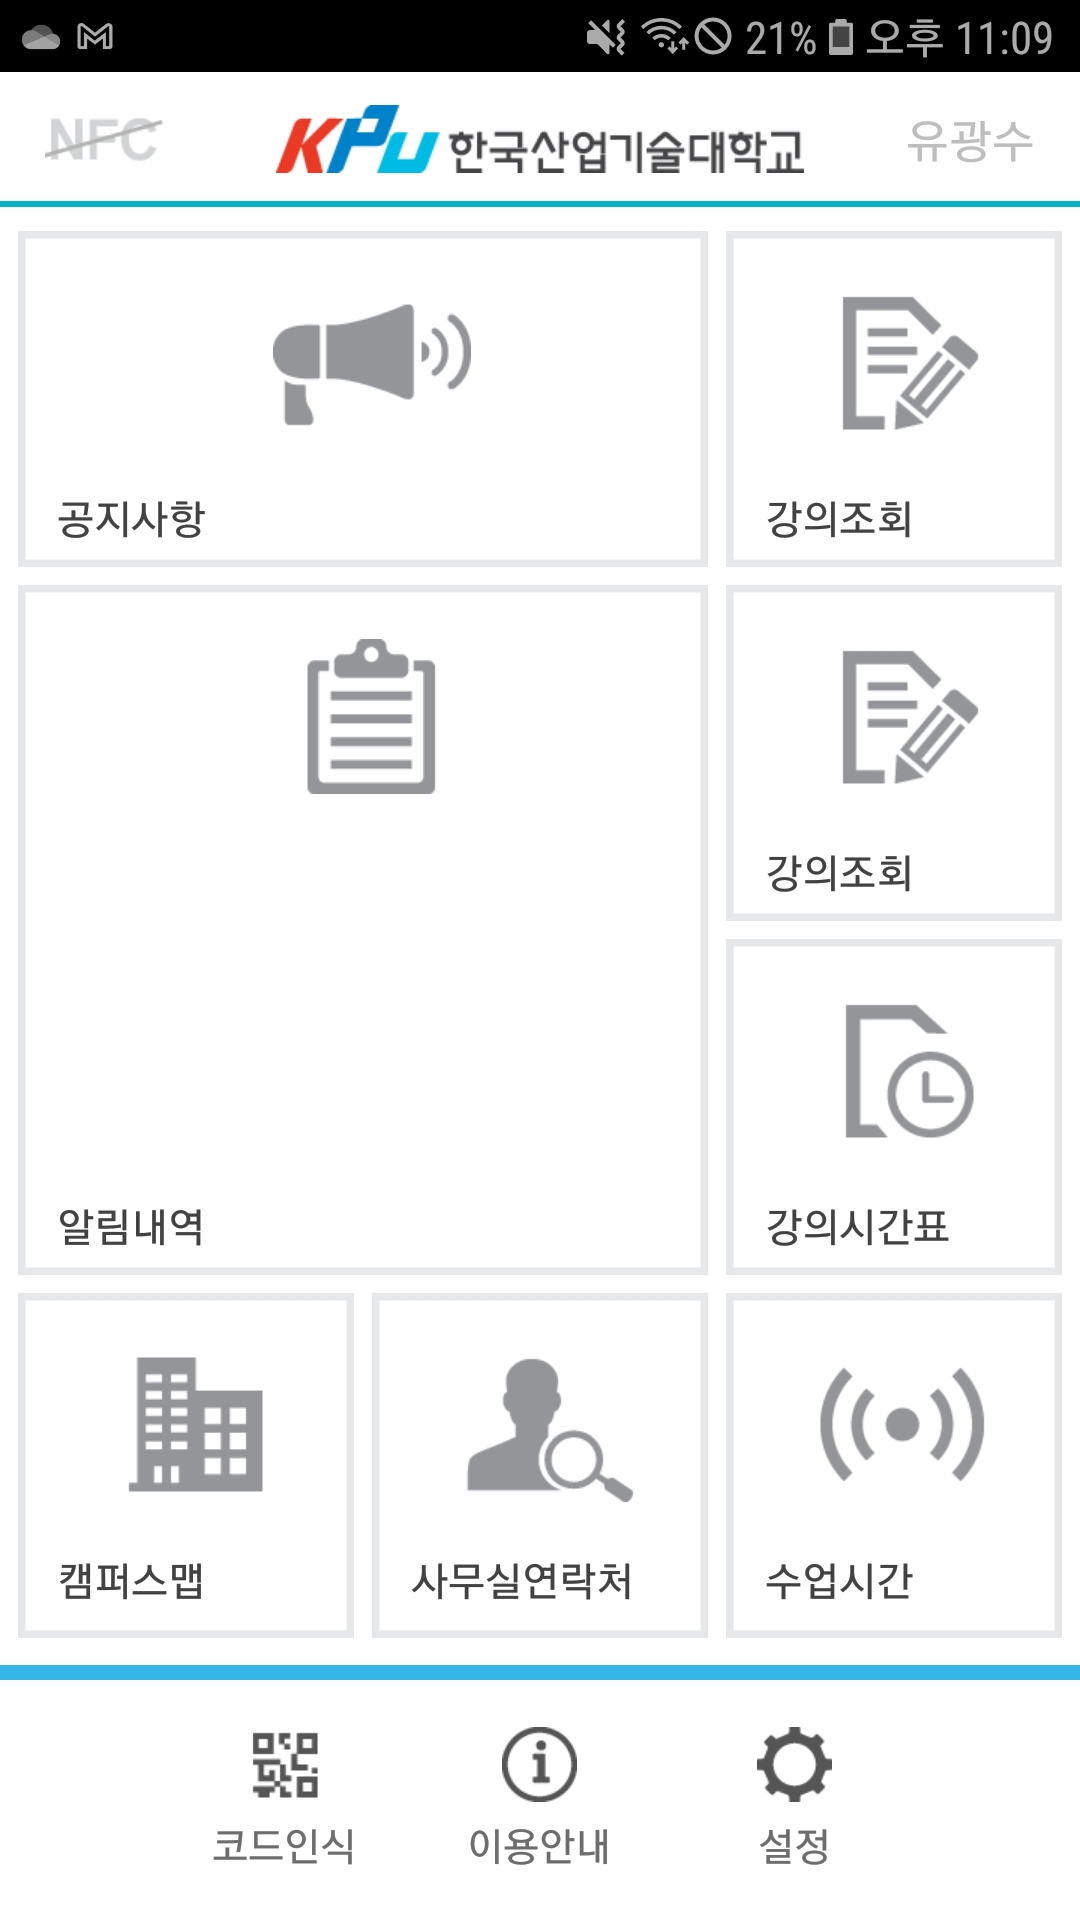 21% 오후 11:09
NFC KPU 한국산업기술대학교 유광수
공지사항 강의조회
강의조회
알림내역 강의시간표
캠퍼스맵 사무실연락처 수업시간
코드인식 이용안내 설정